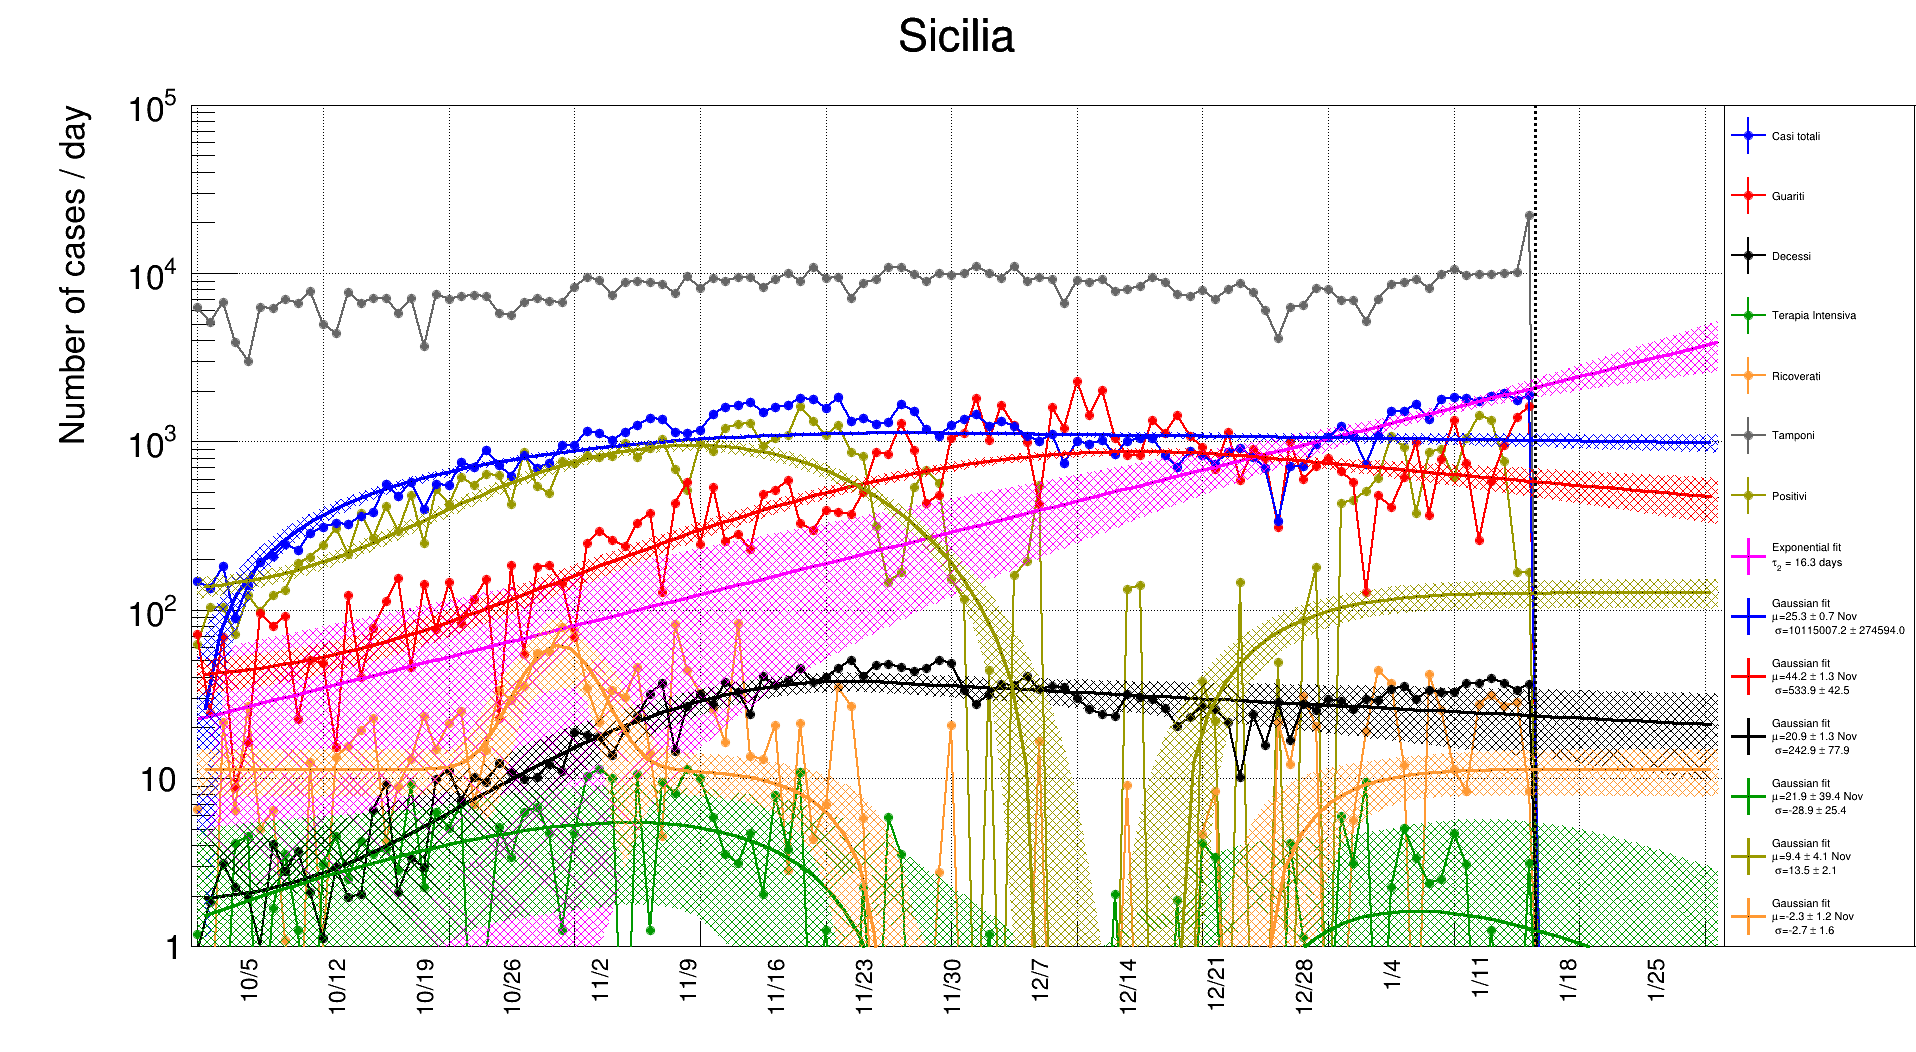 Sicilia
Number of cases / day
10^5
10^4
10^3
10^2
10
1
10/5
10/12
10/19
10/26
11/2
11/9
11/16
11/23
11/30
12/7
12/14
12/21
12/28
1/4
1/11
1/18
1/25
Casi totali
Guariti
Decessi
Terapia Intensiva
Ricoverati
Tamponi
Positivi
Exponential fit
τ2 = 16.3 days
Gaussian fit
μ=25.3 ± 0.7 Nov
σ=10115007.2 ± 274594.0
Gaussian fit
μ=44.2 ± 1.3 Nov
σ=533.9 ± 42.5
Gaussian fit
μ=20.9 ± 1.3 Nov
σ=242.9 ± 77.9
Gaussian fit
μ=21.9 ± 39.4 Nov
σ=-28.9 ± 25.4
Gaussian fit
μ=9.4 ± 4.1 Nov
σ=13.5 ± 2.1
Gaussian fit
μ=-2.3 ± 1.2 Nov
σ=-2.7 ± 1.6